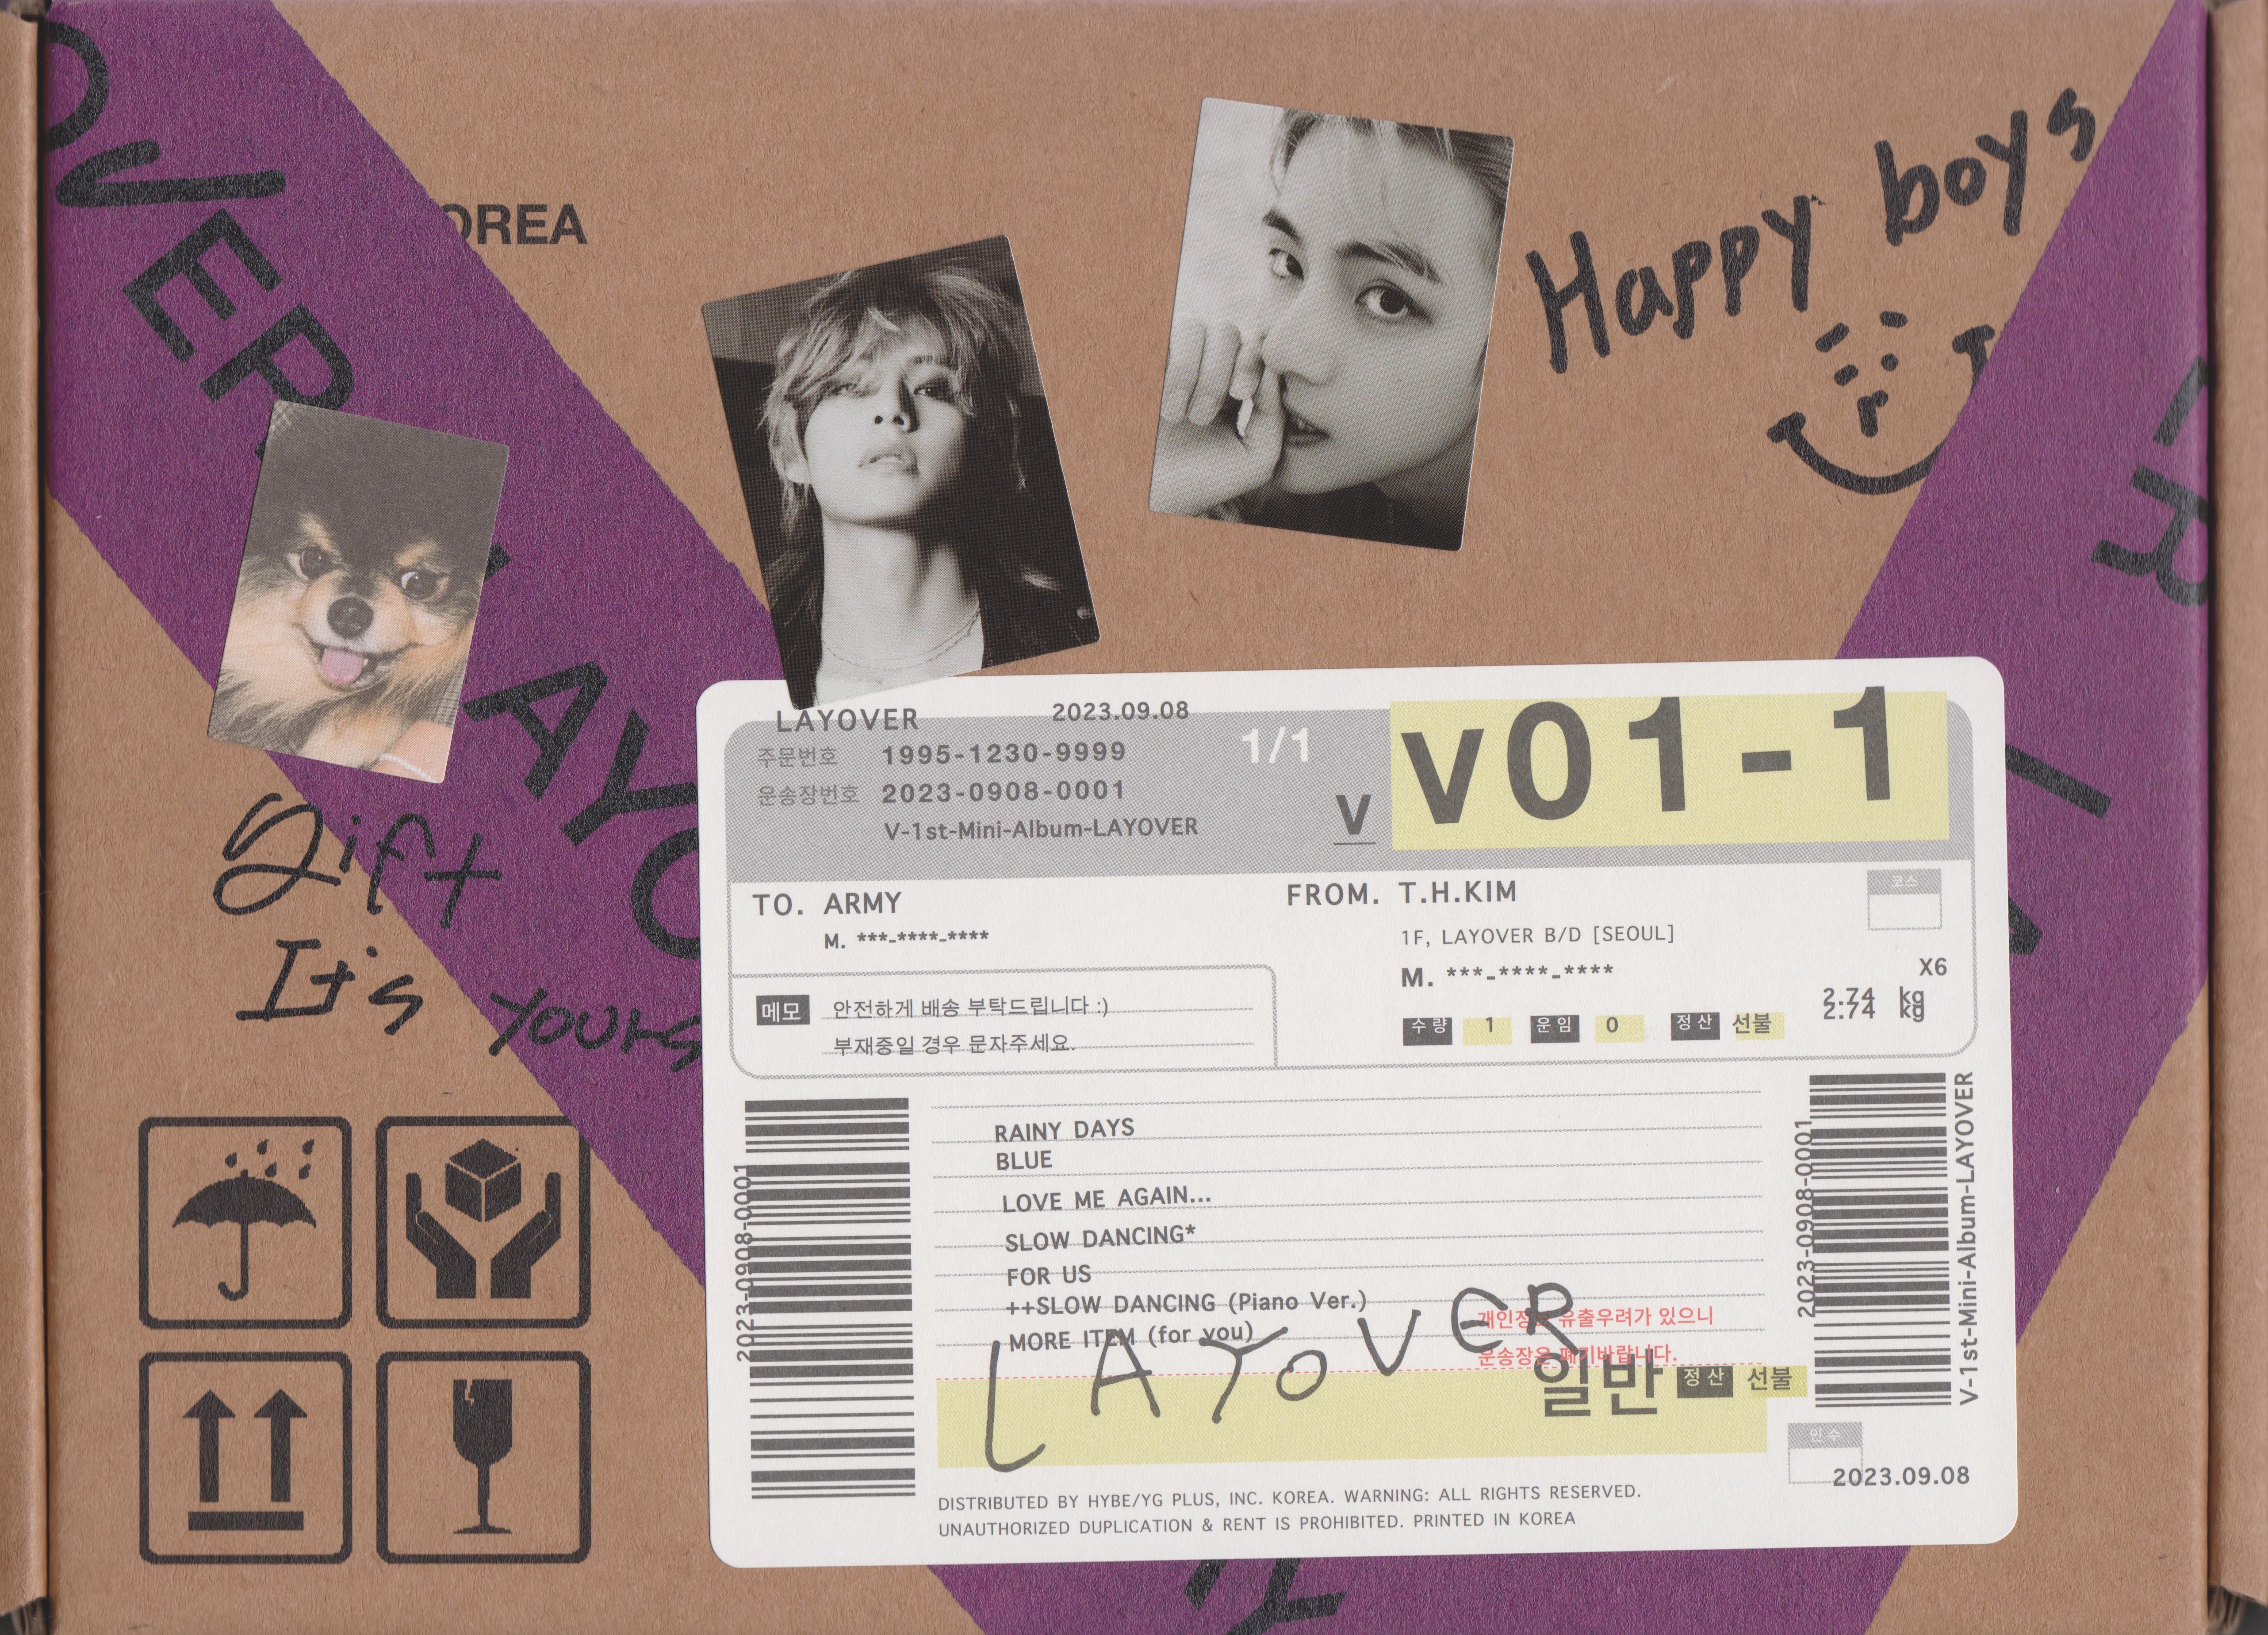 OVER
LAYO
OREA
Happy boys
Gift
It's yours
LAYOVER 2023.09.08
주문번호 1995-1230-9999 1/1
운송장번호 2023-0908-0001
V-1st-Mini-Album-LAYOVER
V
V01-1
TO. ARMY
M. ***-****-****
FROM. T.H.KIM
1F, LAYOVER B/D [SEOUL]
M. ***-****-****
코스
X6
2.74 kg
2.74 kg
메모 안전하게 배송 부탁드립니다 :)
부재중일 경우 문자주세요.
수량 1 운임 0 정산 선불
2023-0908-0001
RAINY DAYS
BLUE
LOVE ME AGAIN...
SLOW DANCING*
FOR US
++SLOW DANCING (Piano Ver.)
MORE ITEM (for you)
LAYOVER
개인정보 유출우려가 있으니
운송장은 폐기바랍니다.
일반 정산 선불
2023-0908-0001
V-1st-Mini-Album-LAYOVER
인수
2023.09.08
DISTRIBUTED BY HYBE/YG PLUS, INC. KOREA. WARNING: ALL RIGHTS RESERVED.
UNAUTHORIZED DUPLICATION & RENT IS PROHIBITED. PRINTED IN KOREA